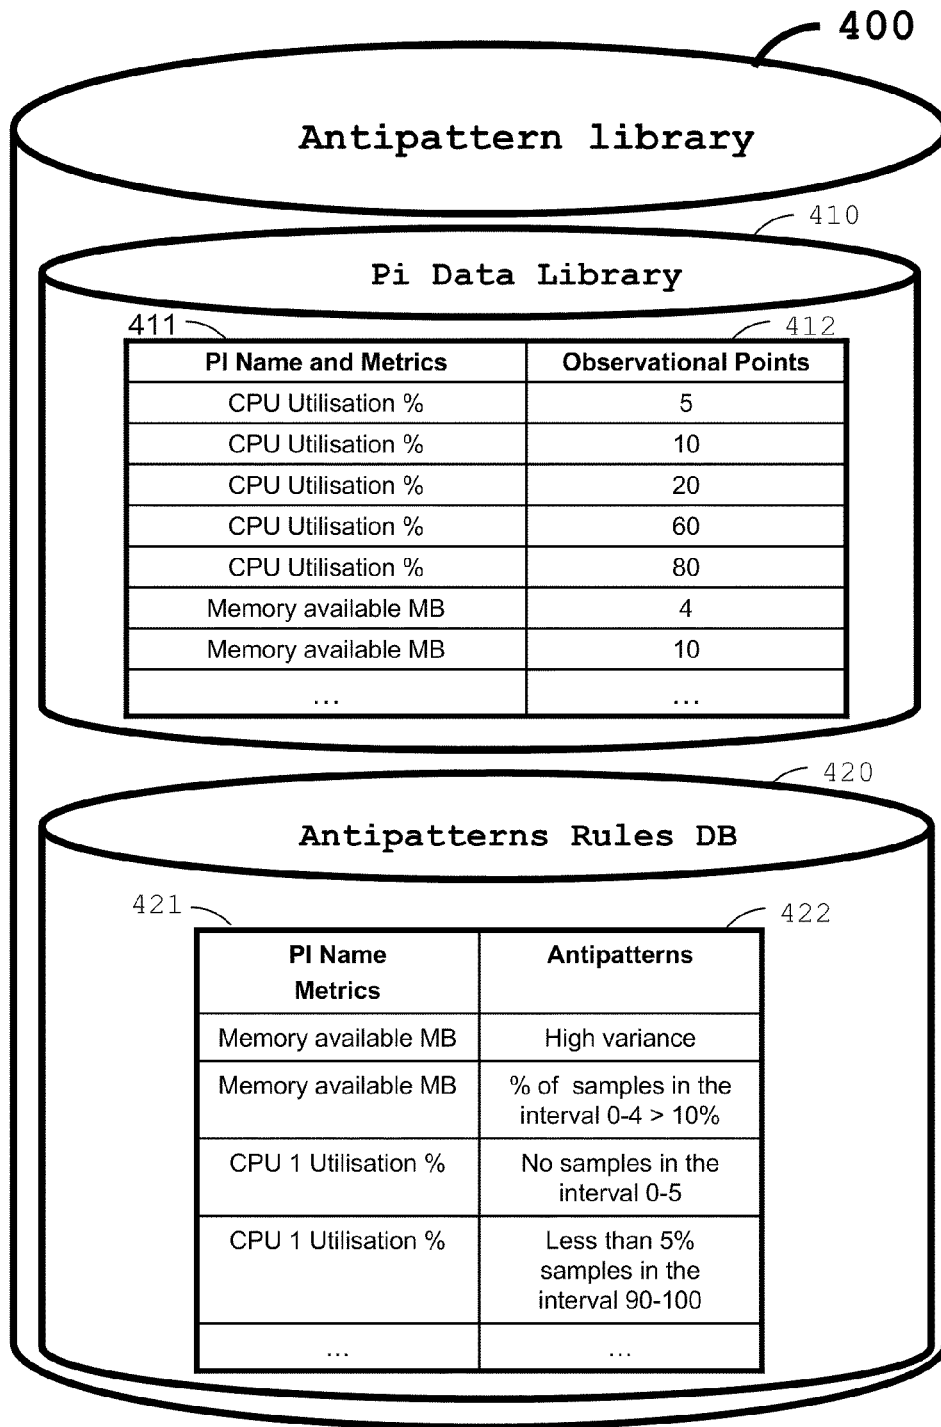 400
Antipattern library
410
Pi Data Library
411 412
PI Name and Metrics Observational Points
CPU Utilisation % 5
CPU Utilisation % 10
CPU Utilisation % 20
CPU Utilisation % 60
CPU Utilisation % 80
Memory available MB 4
Memory available MB 10
... ...
420
Antipatterns Rules DB
421 422
PI Name
Metrics
Antipatterns
Memory available MB High variance
Memory available MB % of samples in the
interval 0-4 > 10%
CPU 1 Utilisation % No samples in the
interval 0-5
CPU 1 Utilisation % Less than 5%
samples in the
interval 90-100
... ...